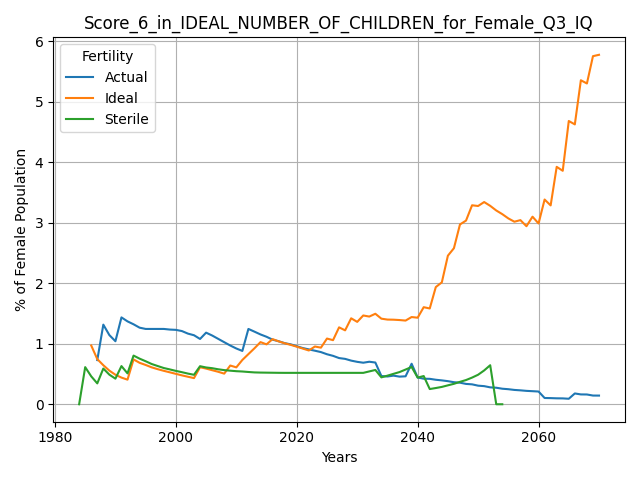 Score_6_in_IDEAL_NUMBER_OF_CHILDREN_for_Female_Q3_IQ
Fertility
Actual
Ideal
Sterile
% of Female Population
6
5
4
3
2
1
0
1980 2000 2020 2040 2060
Years